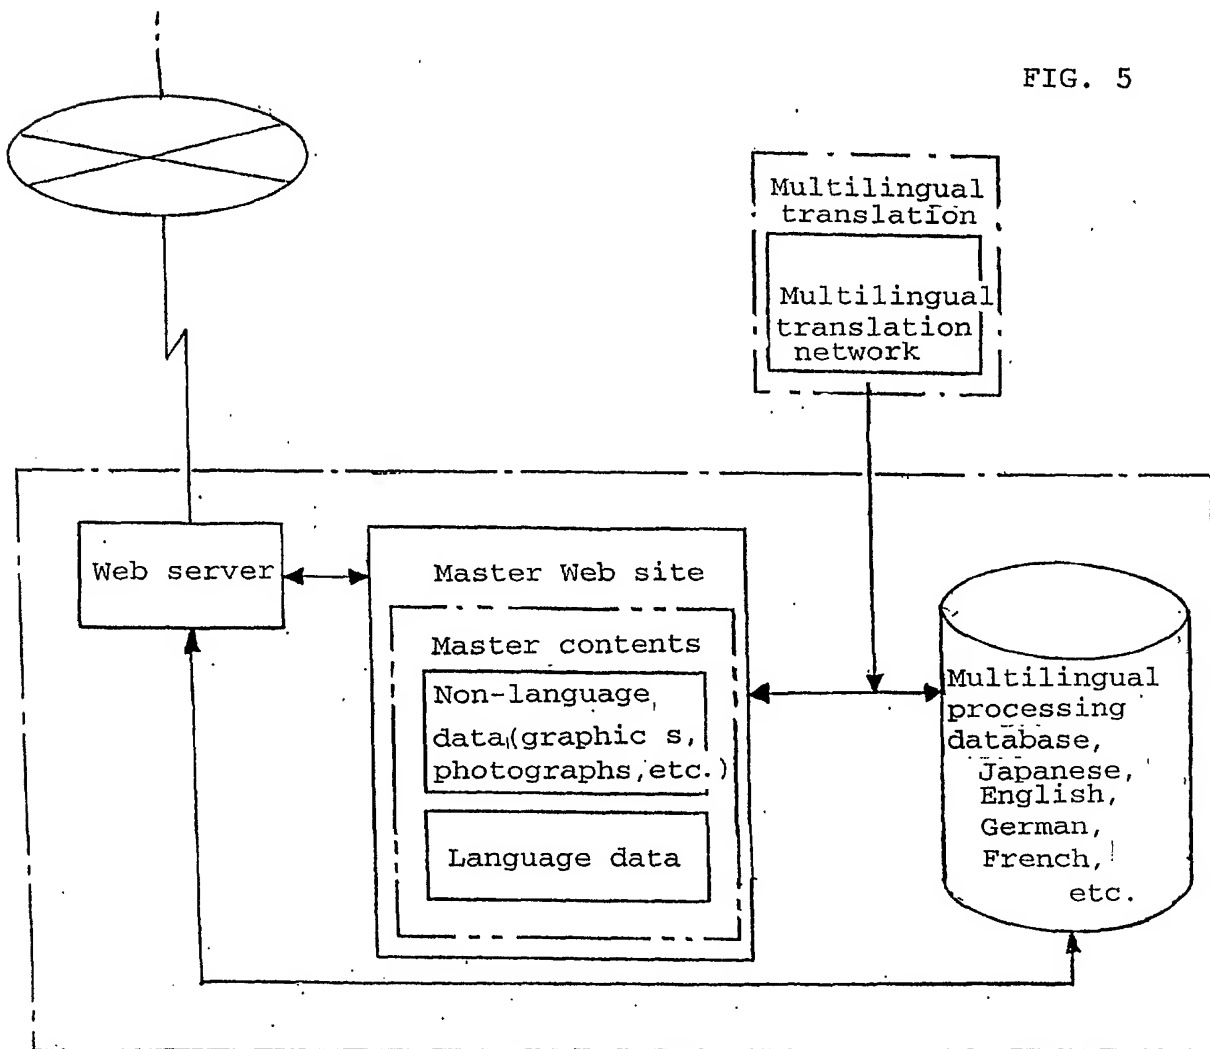 FIG. 5
Multilingual
translation
Multilingual
translation
network
Web server
Master Web site
Master contents
Non-language
data(graphic s,
photographs,etc.)
Language data
Multilingual
processing
database,
Japanese,
English,
German,
French,
etc.